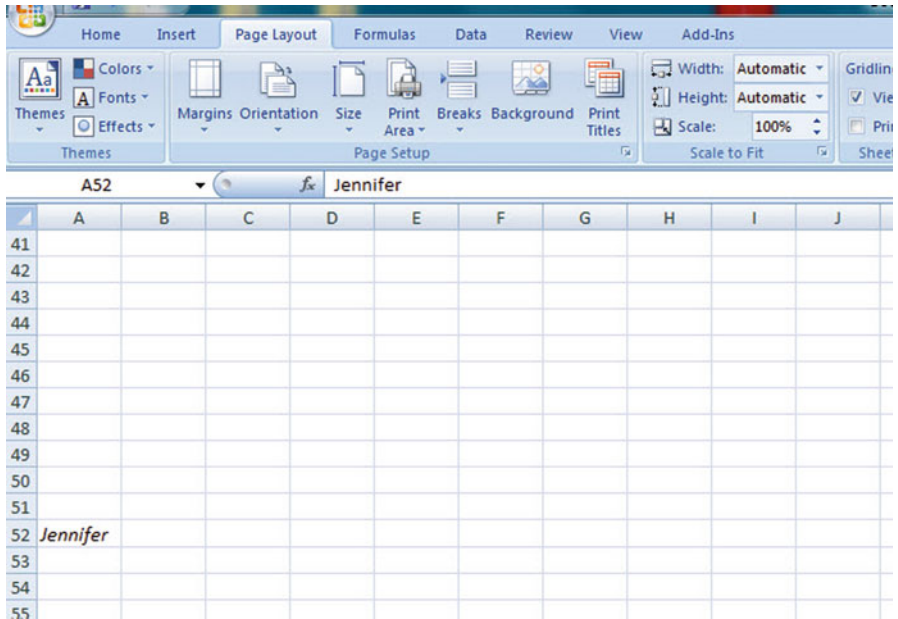 Home Insert Page Layout Formulas Data Review View Add-Ins
Colors Width: Automatic
Aa A Fonts Height: Automatic
Themes Effects Margins Orientation Size Print Area Breaks Background Print Titles Scale: 100%
Themes Page Setup Scale to Fit
A52 fx Jennifer
A B C D E F G H I J
41
42
43
44
45
46
47
48
49
50
51
52 Jennifer
53
54
55